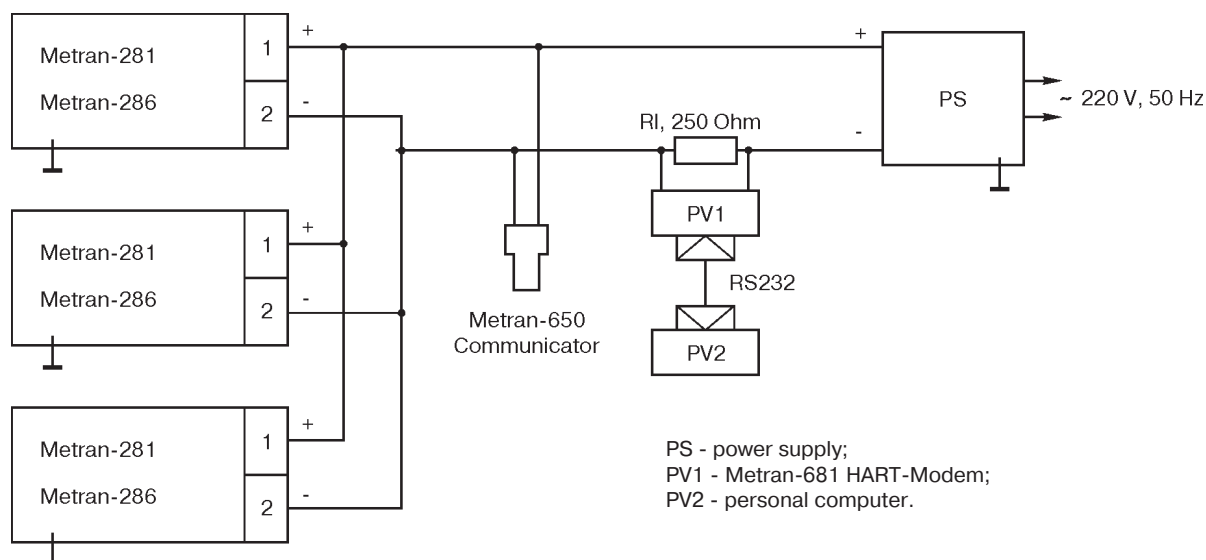 Metran-281
Metran-286
1
2
+
-
Metran-281
Metran-286
1
2
+
-
Metran-281
Metran-286
1
2
+
-
Metran-650
Communicator
RI, 250 Ohm
PV1
RS232
PV2
+
-
PS
~ 220 V, 50 Hz
PS - power supply;
PV1 - Metran-681 HART-Modem;
PV2 - personal computer.